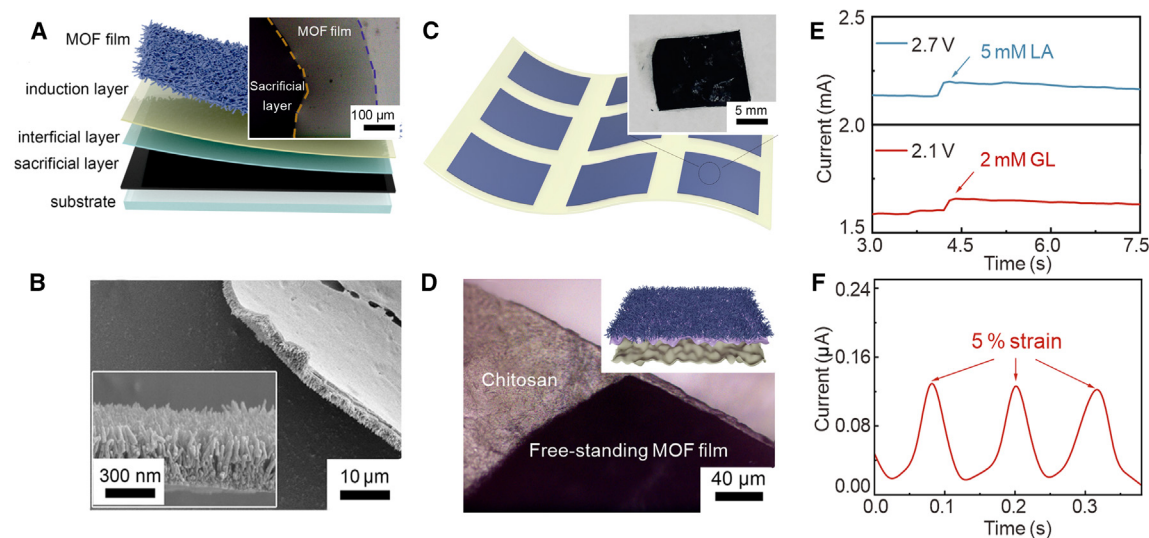 A
MOF film
induction layer
interficial layer
sacrificial layer
substrate
MOF film
Sacrificial
layer
100 μm
B
300 nm
10 μm
C
5 mm
D
Chitosan
Free-standing MOF film
40 μm
E
2.5
2.0
1.5
Current (mA)
2.7 V
5 mM LA
2.1 V
2 mM GL
3.0 4.5 6.0 7.5
Time (s)
F
0.24
0.16
0.08
0.00
Current (μA)
5 % strain
0.0 0.1 0.2 0.3
Time (s)